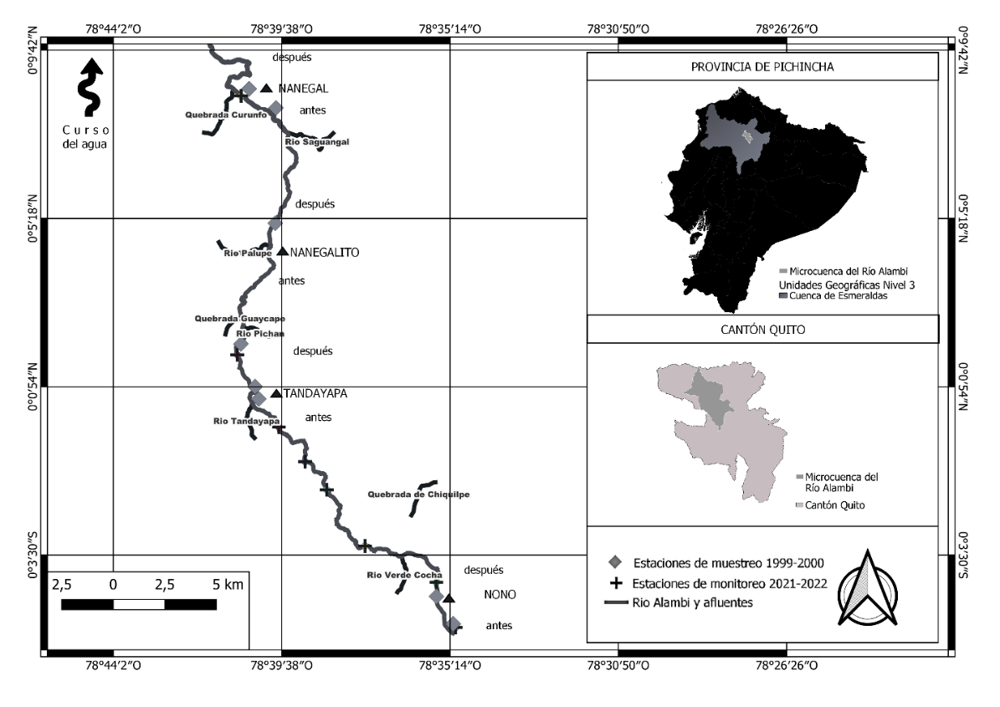 78°44′2″O
78°39′38″O
78°35′14″O
78°30′50″O
78°26′26″O
0°9′42″N
0°9′42″N
después
NANEGAL
antes
Quebrada Curunfo
Rio Saguangal
Curso
del agua
después
0°5′18″N
0°5′18″N
Rio Palupe
NANEGALITO
antes
Quebrada Guaycape
Rio Pichan
después
0°0′54″N
0°0′54″N
TANDAYAPA
antes
Rio Tandayapa
Quebrada de Chiquilpe
0°3′30″S
0°3′30″S
Rio Verde Cocha
después
NONO
antes
2,5 0 2,5 5 km
PROVINCIA DE PICHINCHA
Microcuenca del Río Alambi
Unidades Geográficas Nivel 3
Cuenca de Esmeraldas
CANTÓN QUITO
Microcuenca del
Río Alambi
Cantón Quito
Estaciones de muestreo 1999-2000
Estaciones de monitoreo 2021-2022
Rio Alambi y afluentes
78°44′2″O
78°39′38″O
78°35′14″O
78°30′50″O
78°26′26″O